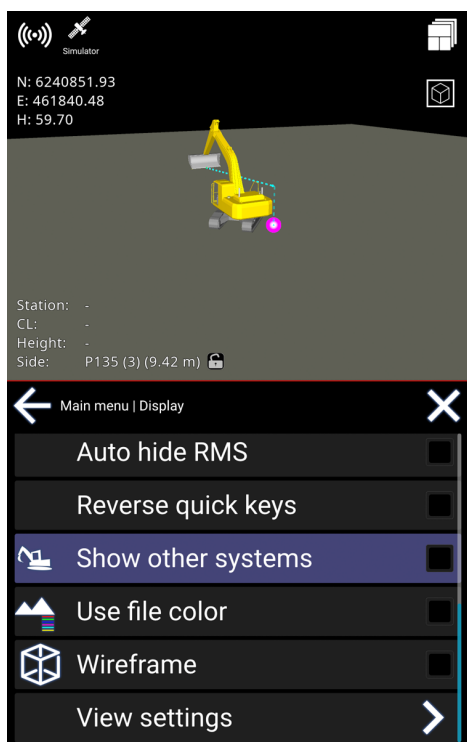 Simulator
N: 6240851.93
E: 461840.48
H: 59.70
Station: -
CL: -
Height: -
Side: P135 (3) (9.42 m)
Main menu | Display
Auto hide RMS
Reverse quick keys
Show other systems
Use file color
Wireframe
View settings